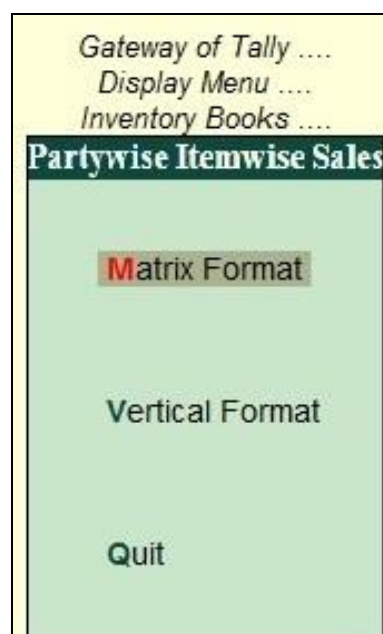 Gateway of Tally ....
Display Menu ....
Inventory Books ....
Partywise Itemwise Sales
Matrix Format
Vertical Format
Quit